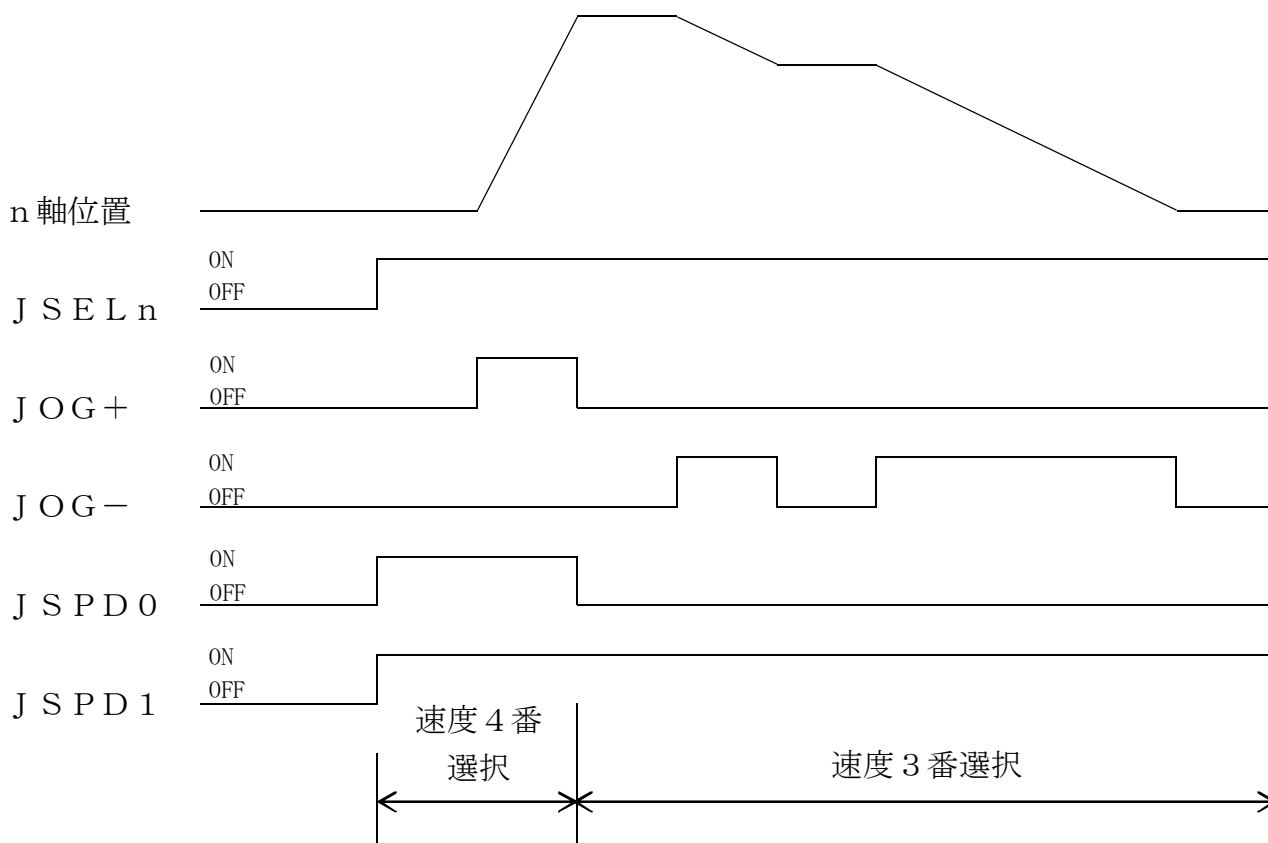 ｎ軸位置
ON
OFF
ＪＳＥＬｎ
ON
OFF
ＪＯＧ＋
ON
OFF
ＪＯＧ－
ON
OFF
ＪＳＰＤ０
ON
OFF
ＪＳＰＤ１
速度４番
選択
速度３番選択